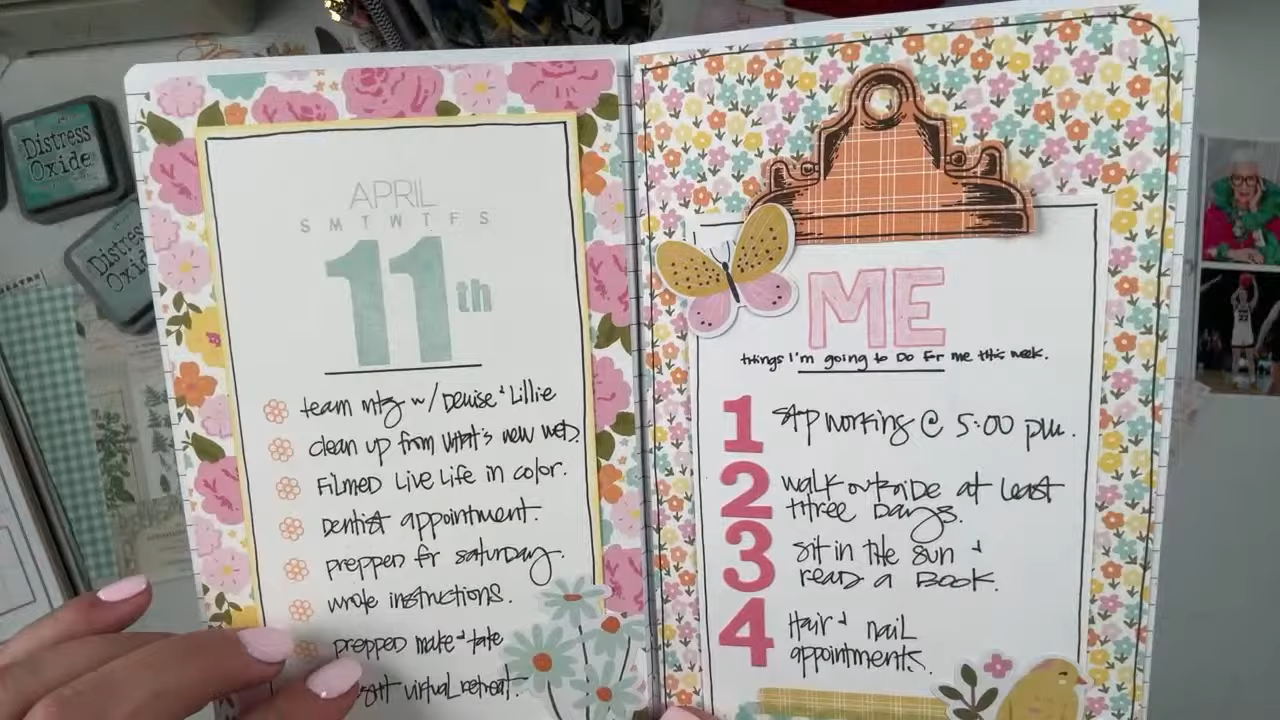 Distress
Oxide
Distress
APRIL
S M T W T F S
11th
team mtg w/ Denise + Lillie
clean up from what's new wed.
Filmed Live Life in color.
Dentist appointment.
prepped for saturday.
wrote instructions.
prepped make + take
virtual retreat.
ME
things I'm going to Do For me this week.
1 stop working @ 5:00 pm.
2 walk outside at least
three Days.
3 sit in the sun +
read a Book.
4 Hair + nail
appointments.